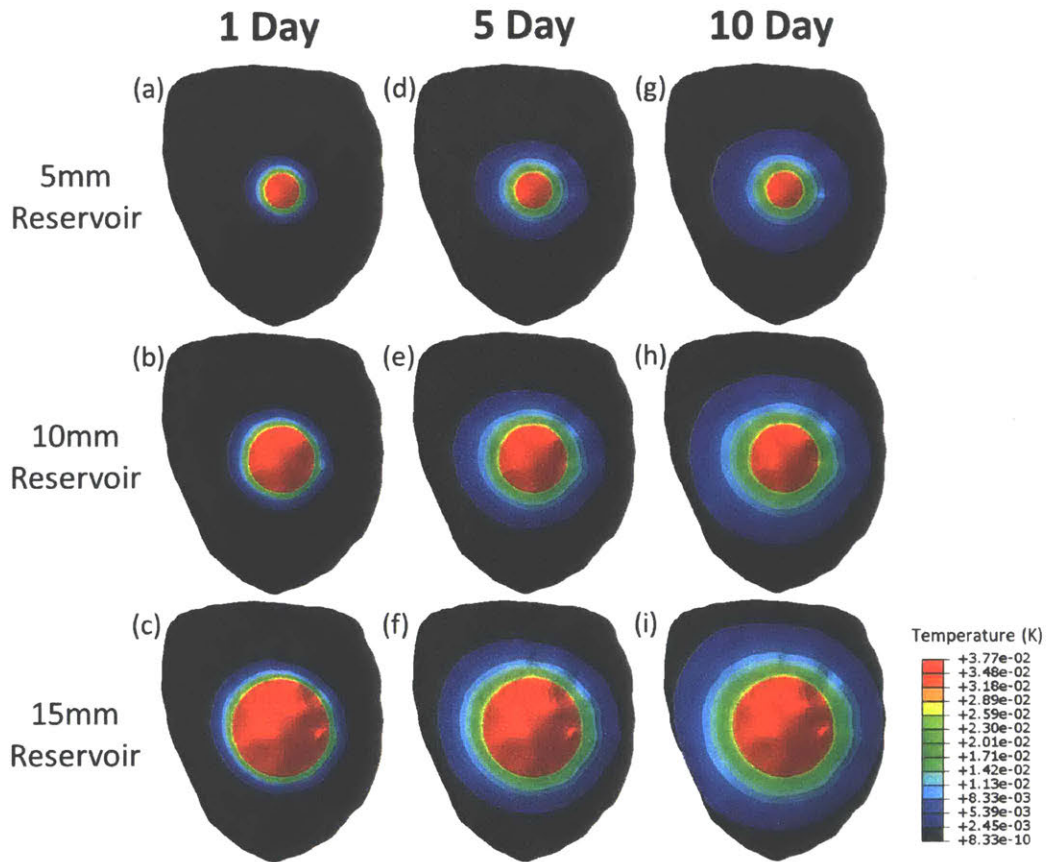 1 Day 5 Day 10 Day
(a) (d) (g)
5mm
Reservoir
(b) (e) (h)
10mm
Reservoir
(c) (f) (i)
15mm
Reservoir
Temperature (K)
+3.77e-02
+3.48e-02
+3.18e-02
+2.89e-02
+2.59e-02
+2.30e-02
+2.01e-02
+1.71e-02
+1.42e-02
+1.13e-02
+8.33e-03
+5.39e-03
+2.45e-03
+8.33e-10